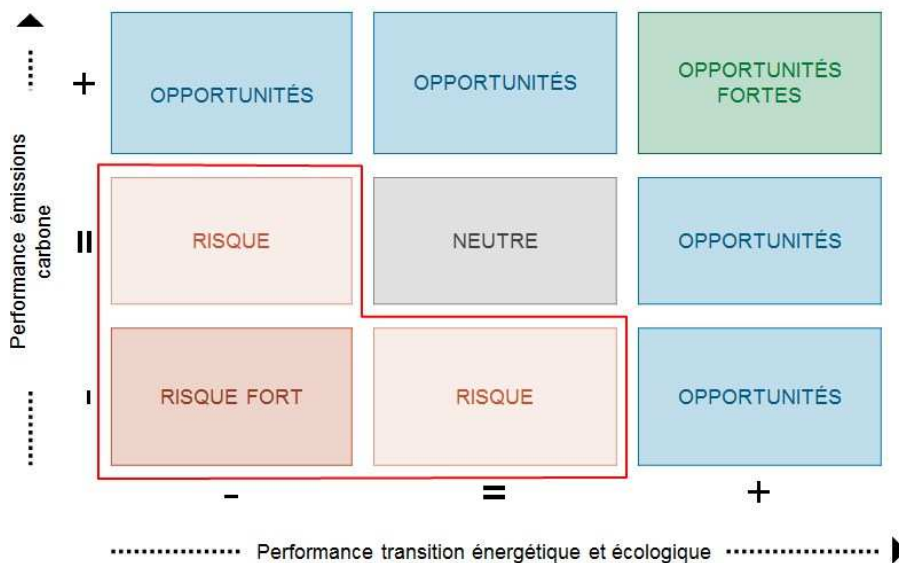 +
OPPORTUNITÉS
OPPORTUNITÉS
OPPORTUNITÉS
FORTES
Performance émissions
carbone
=
RISQUE
NEUTRE
OPPORTUNITÉS
-
RISQUE FORT
RISQUE
OPPORTUNITÉS
- = +
Performance transition énergétique et écologique